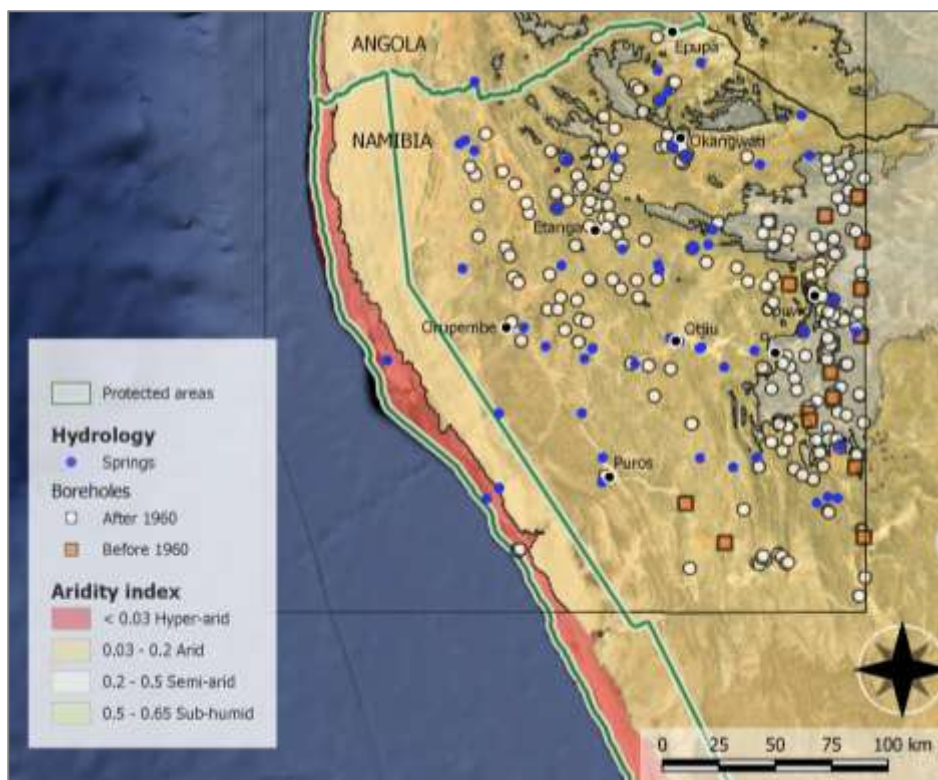 ANGOLA
Epupa
NAMIBIA
Okangwati
Etanga
Opuwo
Orupembe
Otjiu
Puros
Protected areas
Hydrology
Springs
Boreholes
After 1960
Before 1960
Aridity index
< 0.03 Hyper-arid
0.03 - 0.2 Arid
0.2 - 0.5 Semi-arid
0.5 - 0.65 Sub-humid
0 25 50 75 100 km